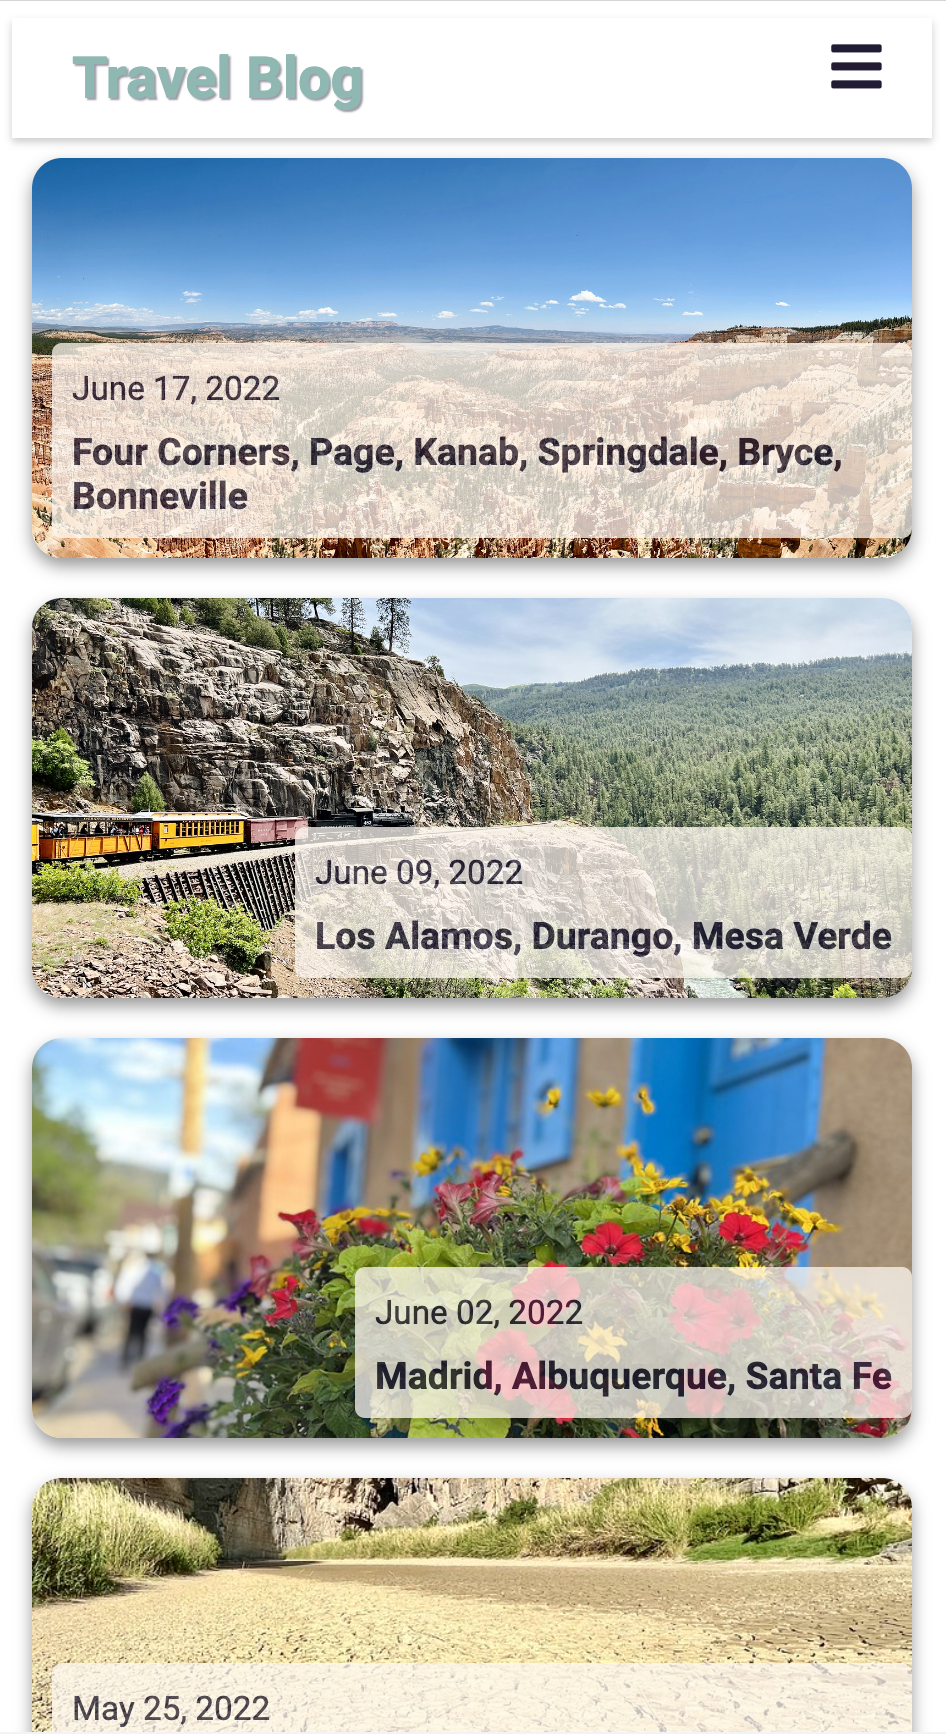 Travel Blog
June 17, 2022
Four Corners, Page, Kanab, Springdale, Bryce,
Bonneville
June 09, 2022
Los Alamos, Durango, Mesa Verde
June 02, 2022
Madrid, Albuquerque, Santa Fe
May 25, 2022